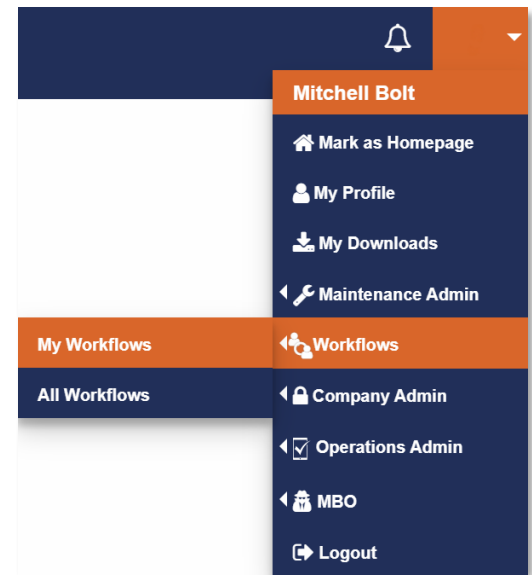 Mitchell Bolt
Mark as Homepage
My Profile
My Downloads
Maintenance Admin
My Workflows
Workflows
All Workflows
Company Admin
Operations Admin
MBO
Logout